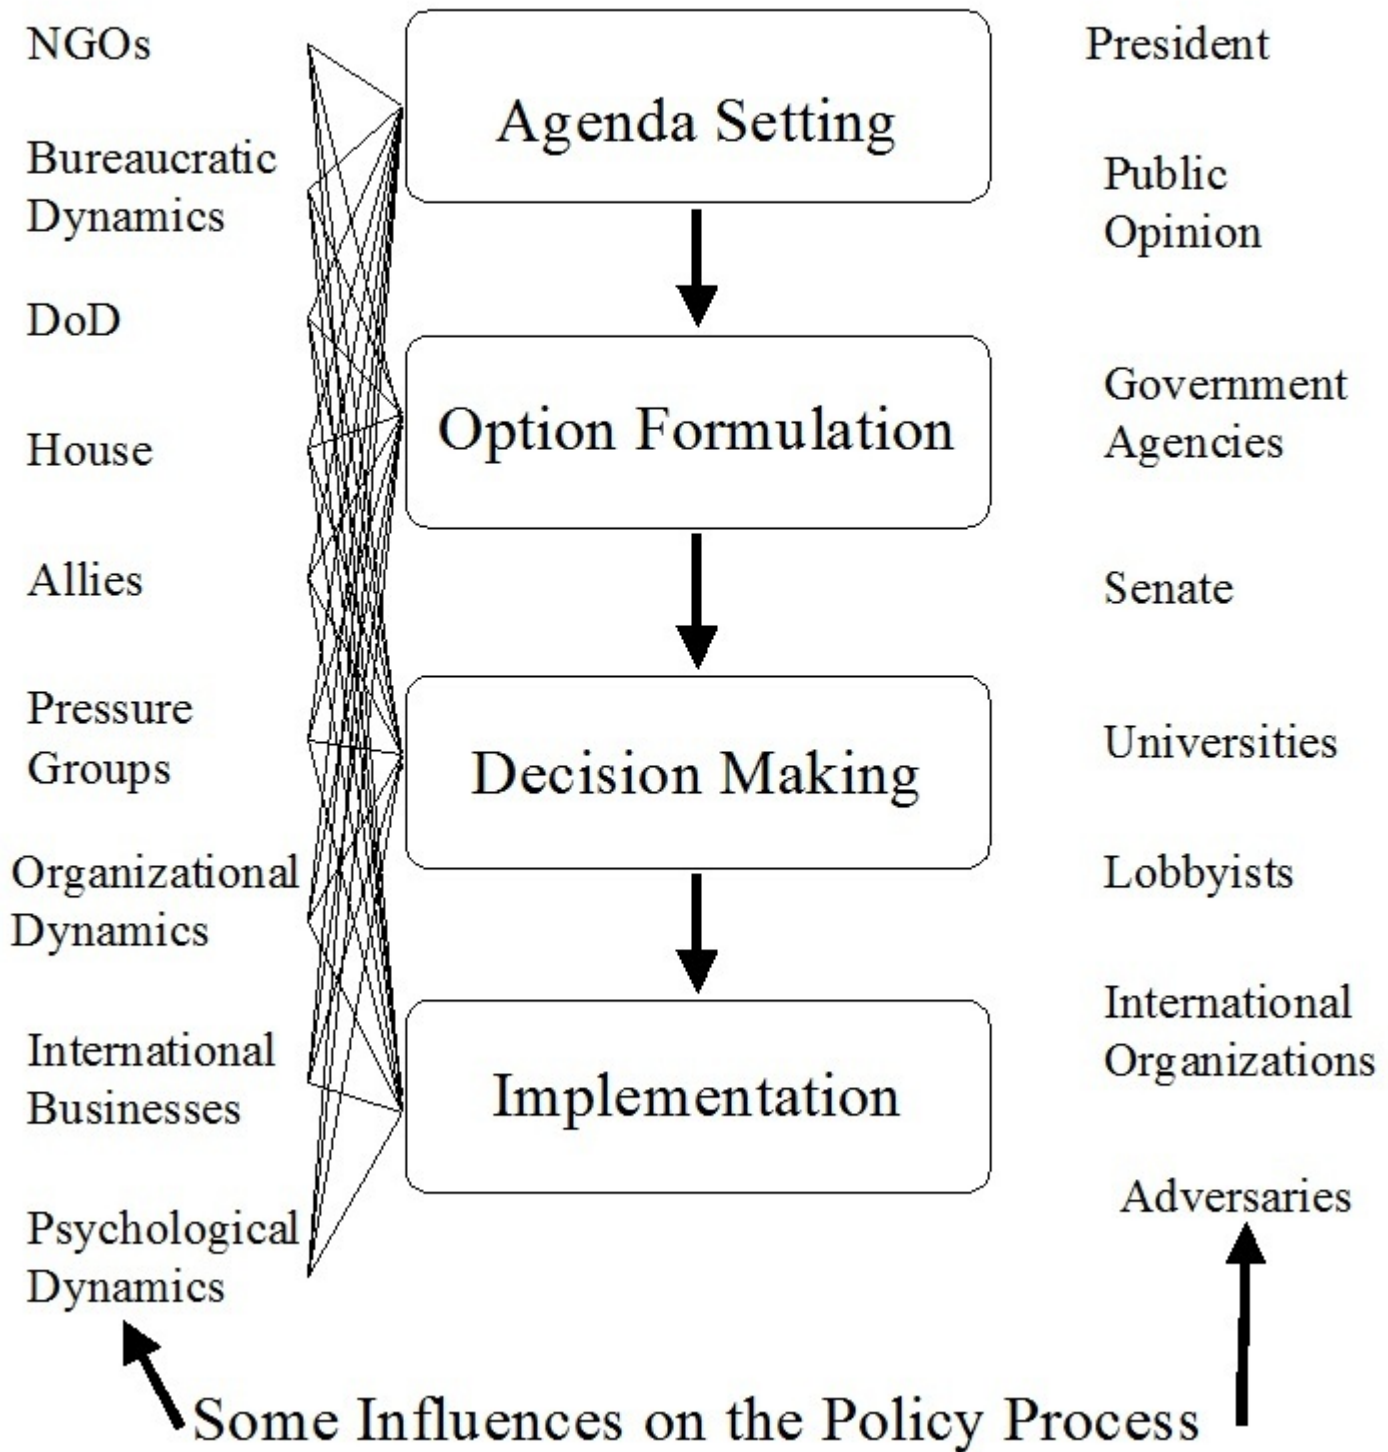 NGOs
Bureaucratic
Dynamics
DoD
House
Allies
Pressure
Groups
Organizational
Dynamics
International
Businesses
Psychological
Dynamics
Agenda Setting
Option Formulation
Decision Making
Implementation
President
Public
Opinion
Government
Agencies
Senate
Universities
Lobbyists
International
Organizations
Adversaries
Some Influences on the Policy Process